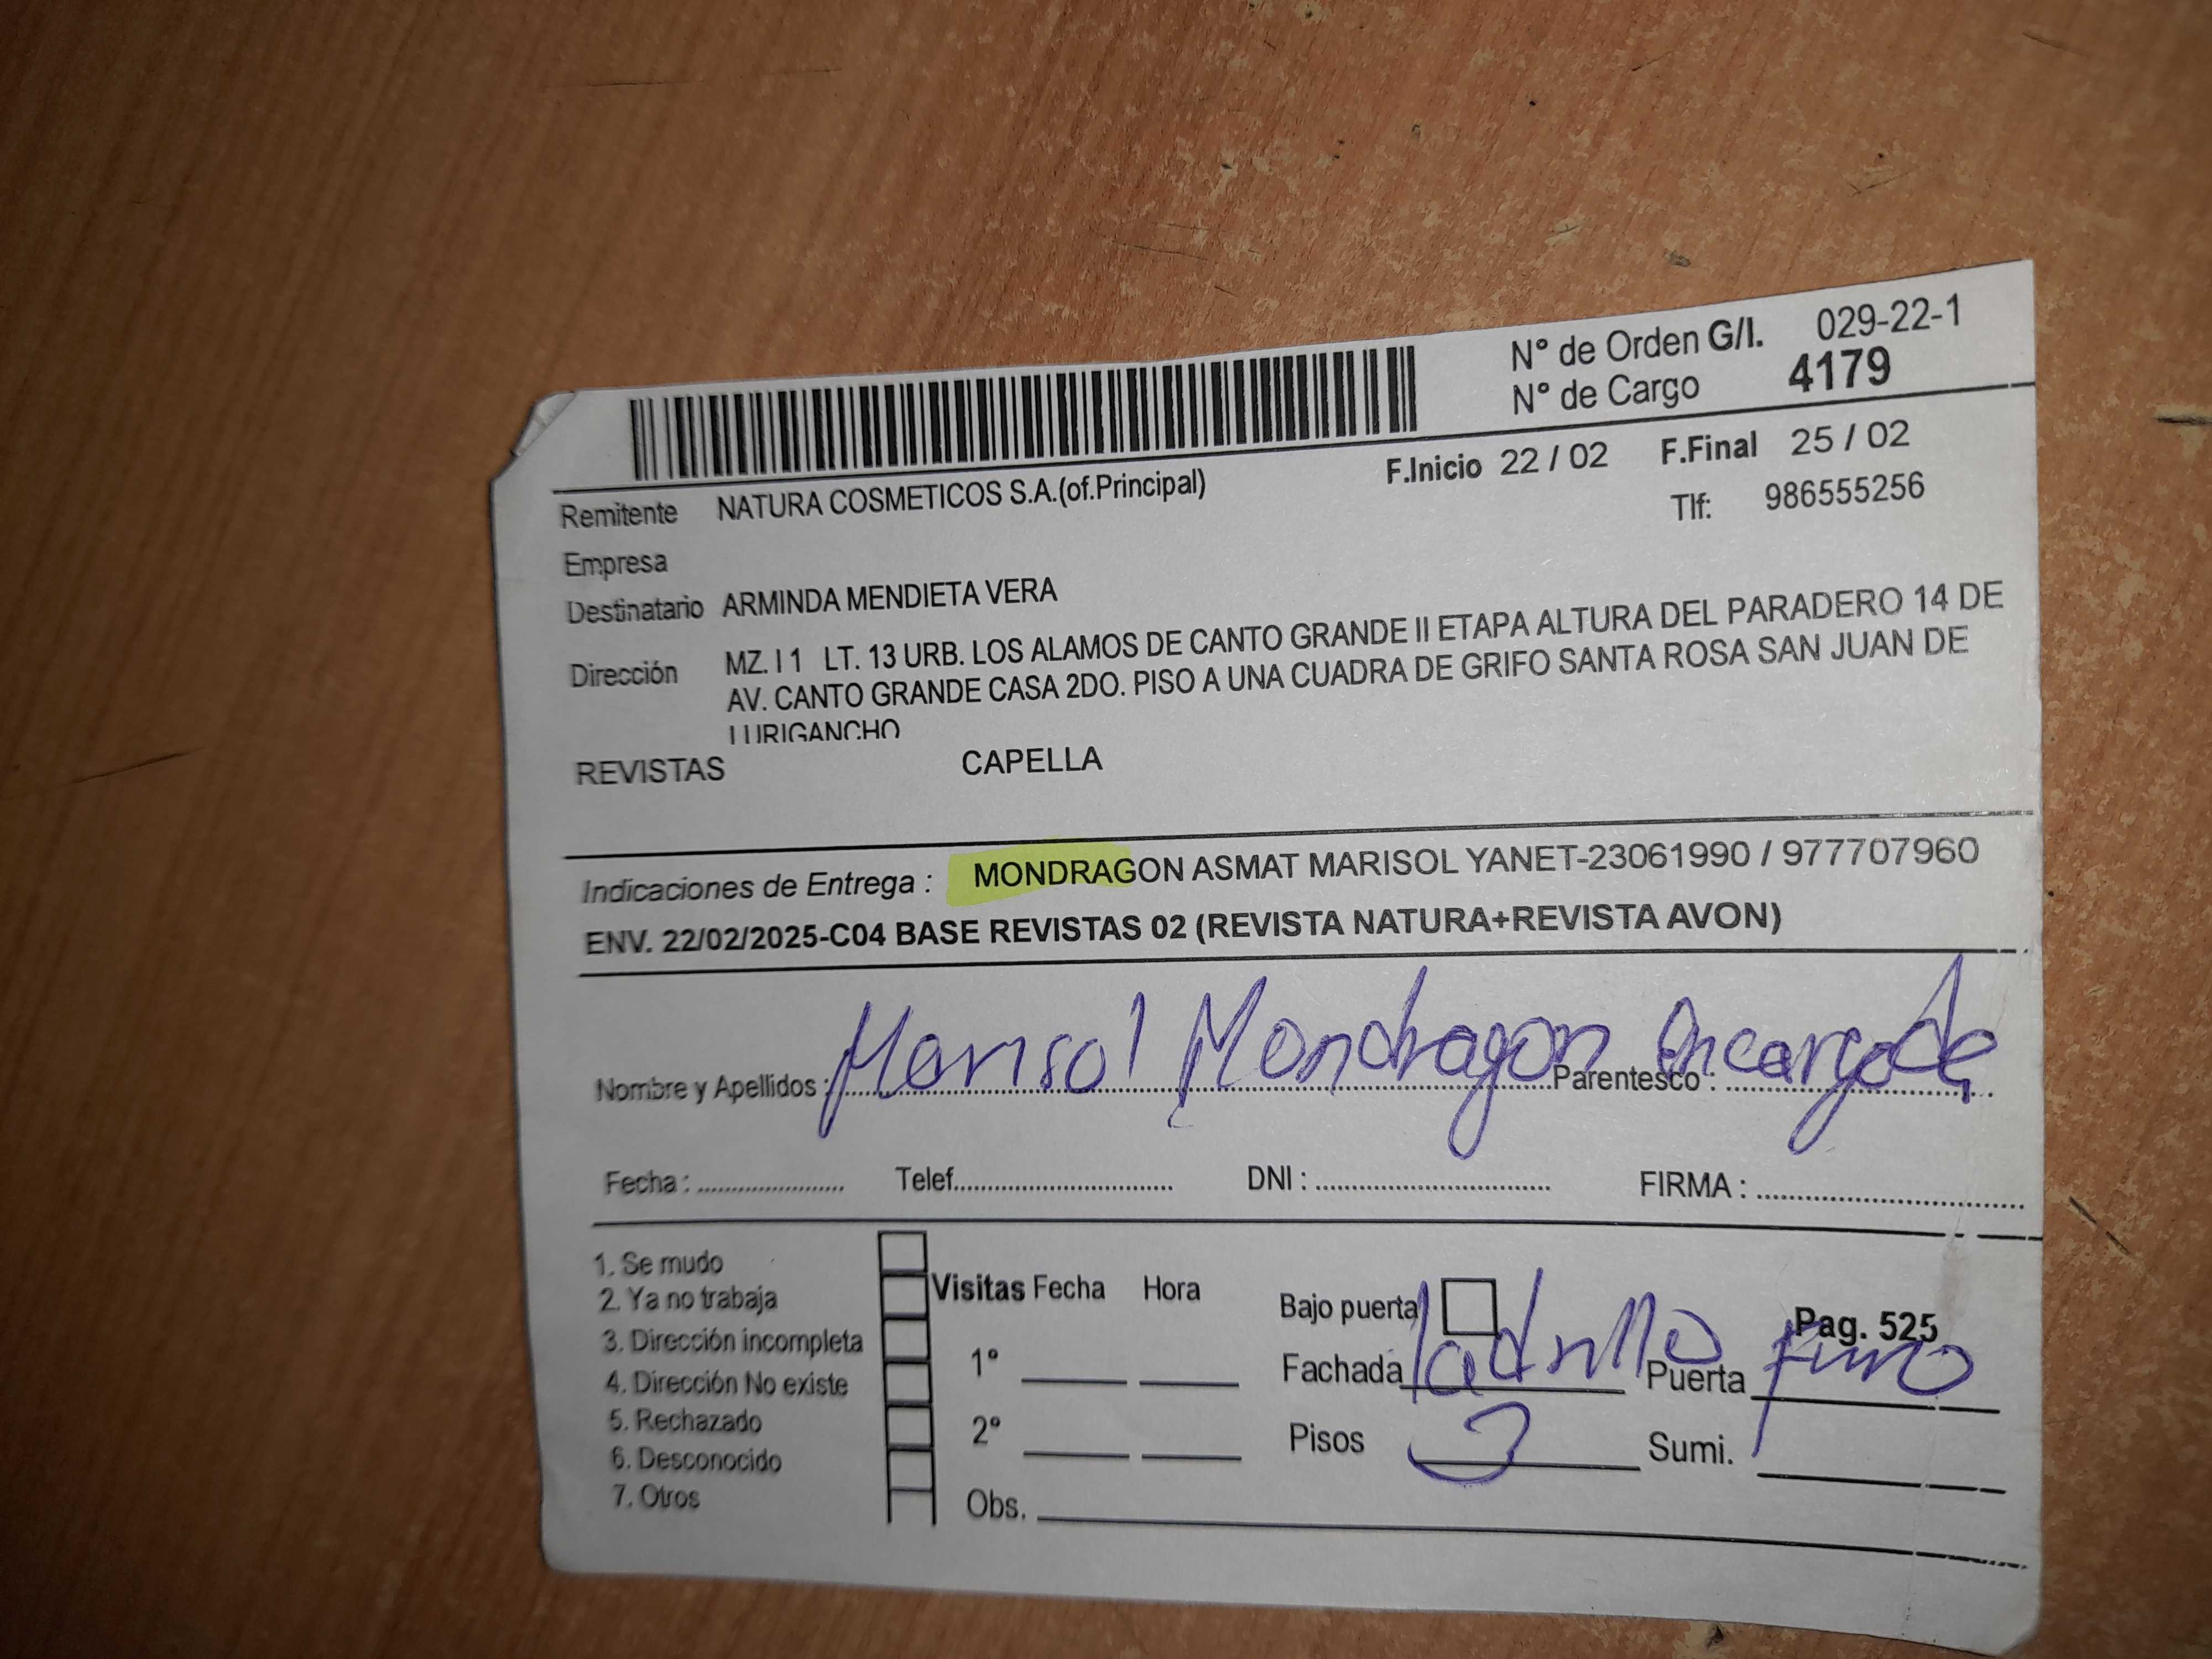 N° de Orden G/I. 029-22-1
N° de Cargo 4179
F.Inicio 22 / 02 F.Final 25 / 02
Remitente NATURA COSMETICOS S.A.(of.Principal) Tlf: 986555256
Empresa
Destinatario ARMINDA MENDIETA VERA
Dirección MZ. I 1 LT. 13 URB. LOS ALAMOS DE CANTO GRANDE II ETAPA ALTURA DEL PARADERO 14 DE
AV. CANTO GRANDE CASA 2DO. PISO A UNA CUADRA DE GRIFO SANTA ROSA SAN JUAN DE
LURIGANCHO
REVISTAS CAPELLA
Indicaciones de Entrega : MONDRAGON ASMAT MARISOL YANET-23061990 / 977707960
ENV. 22/02/2025-C04 BASE REVISTAS 02 (REVISTA NATURA+REVISTA AVON)
Nombre y Apellidos : Marisol Mondragon Parentesco : encargada
Fecha : Telef. DNI : FIRMA :
1. Se mudo
2. Ya no trabaja
3. Dirección incompleta
4. Dirección No existe
5. Rechazado
6. Desconocido
7. Otros
Visitas Fecha Hora
1°
2°
Obs.
Bajo puerta Pag. 525
Fachada ladrillo Puerta
Pisos Sumi.